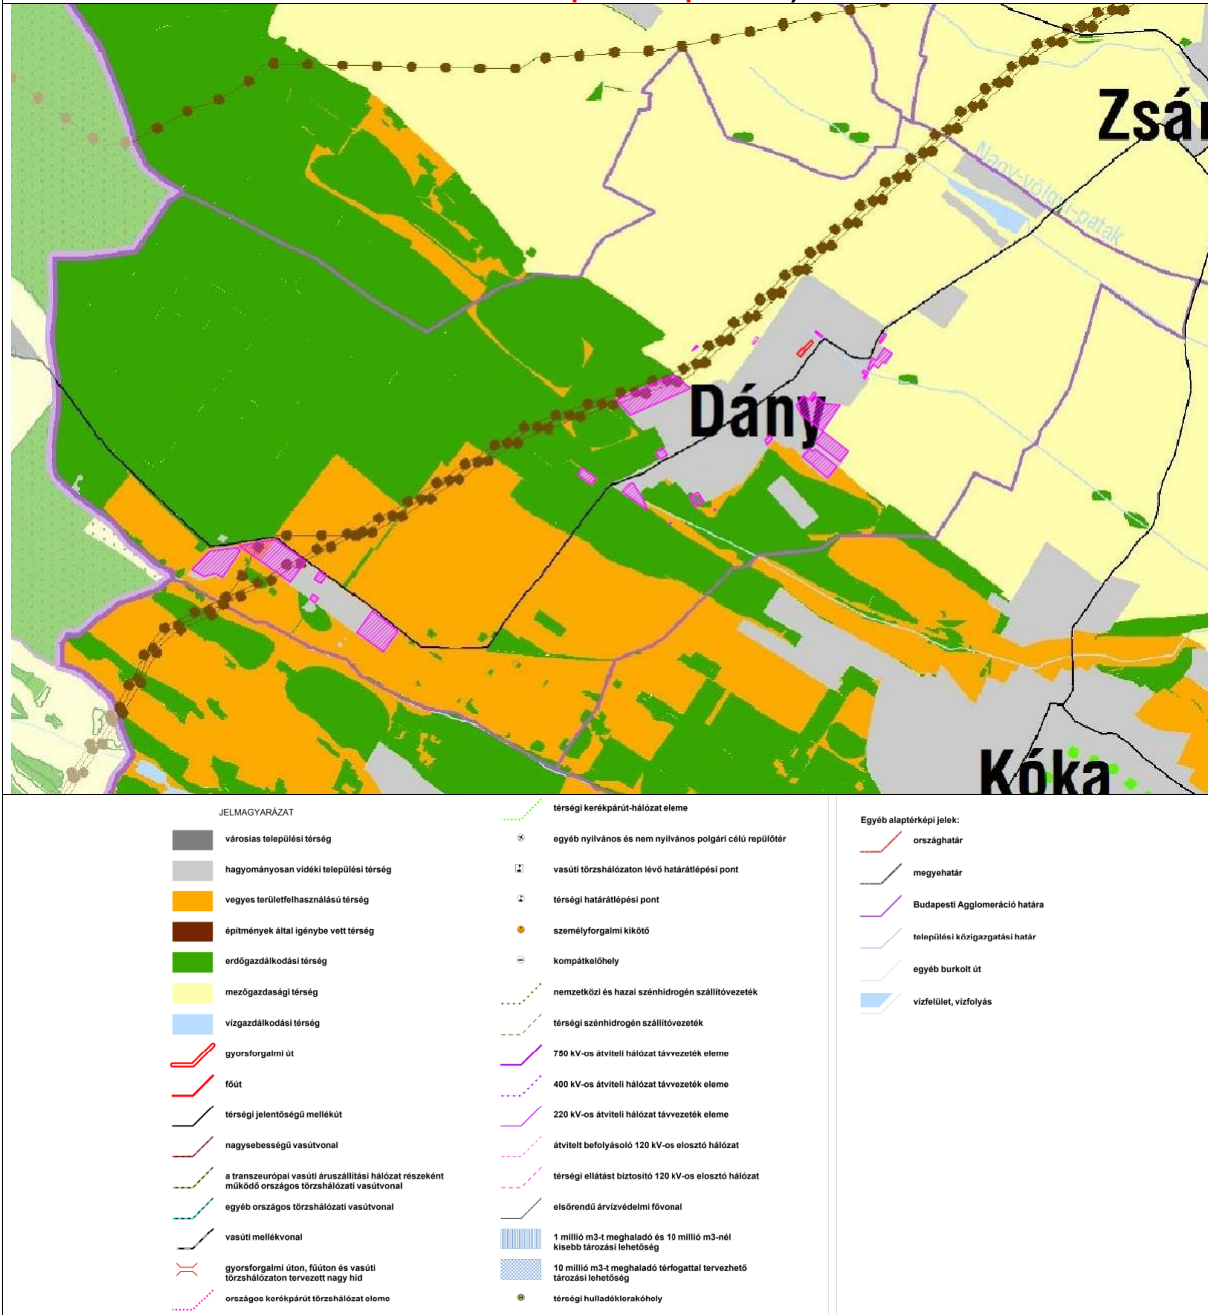 Zsá
Nagy-völgyi-patak
Dány
Kóka
JELMAGYARÁZAT
városias települési térség
hagyományosan vidéki települési térség
vegyes területfelhasználású térség
építmények által igénybe vett térség
erdőgazdálkodási térség
mezőgazdasági térség
vízgazdálkodási térség
gyorsforgalmi út
főút
térségi jelentőségű mellékút
nagysebességű vasútvonal
a transzeurópai vasúti áruszállítási hálózat részeként
működő országos törzshálózati vasútvonal
egyéb országos törzshálózati vasútvonal
vasúti mellékvonal
gyorsforgalmi úton, főúton és vasúti
törzshálózaton tervezett nagy híd
országos kerékpárút törzshálózat eleme
térségi kerékpárút-hálózat eleme
egyéb nyilvános és nem nyilvános polgári célú repülőtér
vasúti törzshálózaton lévő határátlépési pont
térségi határátlépési pont
személyforgalmi kikötő
kompátkelőhely
nemzetközi és hazai szénhidrogén szállítóvezeték
térségi szénhidrogén szállítóvezeték
750 kV-os átviteli hálózat távvezeték eleme
400 kV-os átviteli hálózat távvezeték eleme
220 kV-os átviteli hálózat távvezeték eleme
átvitelt befolyásoló 120 kV-os elosztó hálózat
térségi ellátást biztosító 120 kV-os elosztó hálózat
elsőrendű árvízvédelmi fővonal
1 millió m3-t meghaladó és 10 millió m3-nél
kisebb tározási lehetőség
10 millió m3-t meghaladó térfogattal tervezhető
tározási lehetőség
térségi hulladéklerakóhely
Egyéb alaptérképi jelek:
országhatár
megyehatár
Budapesti Agglomeráció határa
települési közigazgatási határ
egyéb burkolt út
vízfelület, vízfolyás